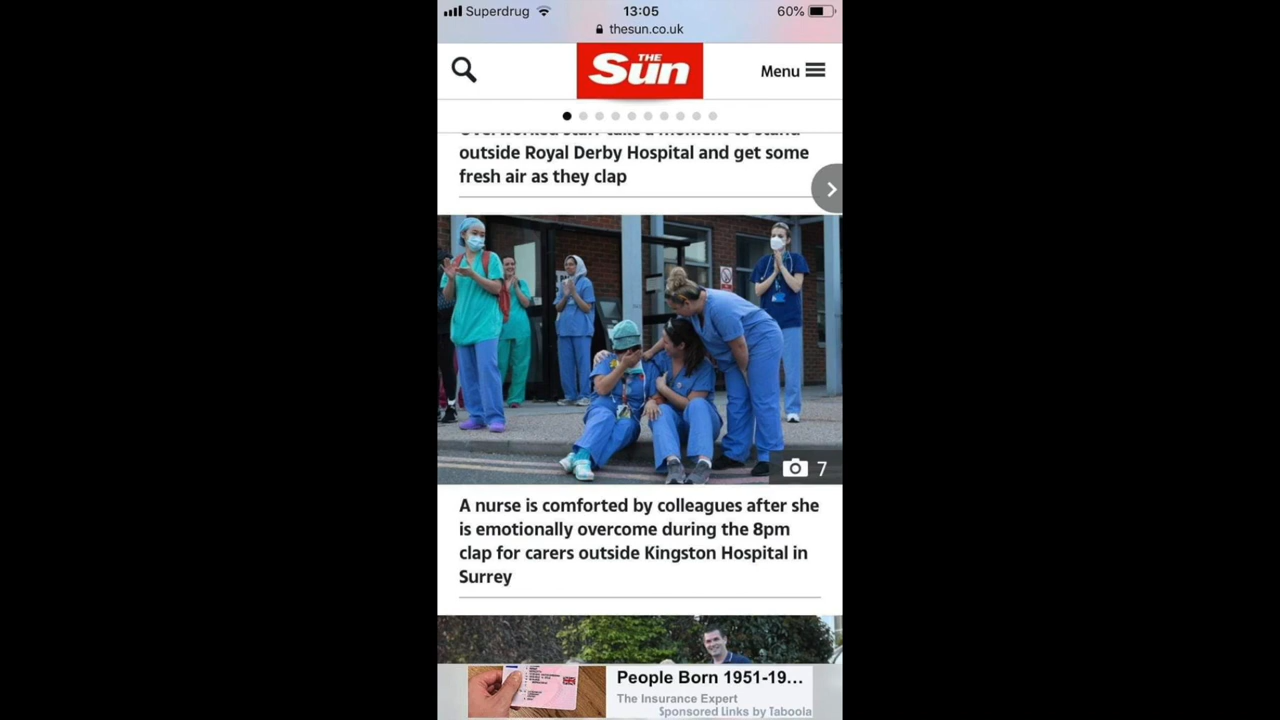 Superdrug 13:05 60%
thesun.co.uk
THE
Sun
Menu
outside Royal Derby Hospital and get some
fresh air as they clap
7
A nurse is comforted by colleagues after she
is emotionally overcome during the 8pm
clap for carers outside Kingston Hospital in
Surrey
People Born 1951-19...
The Insurance Expert
Sponsored Links by Taboola